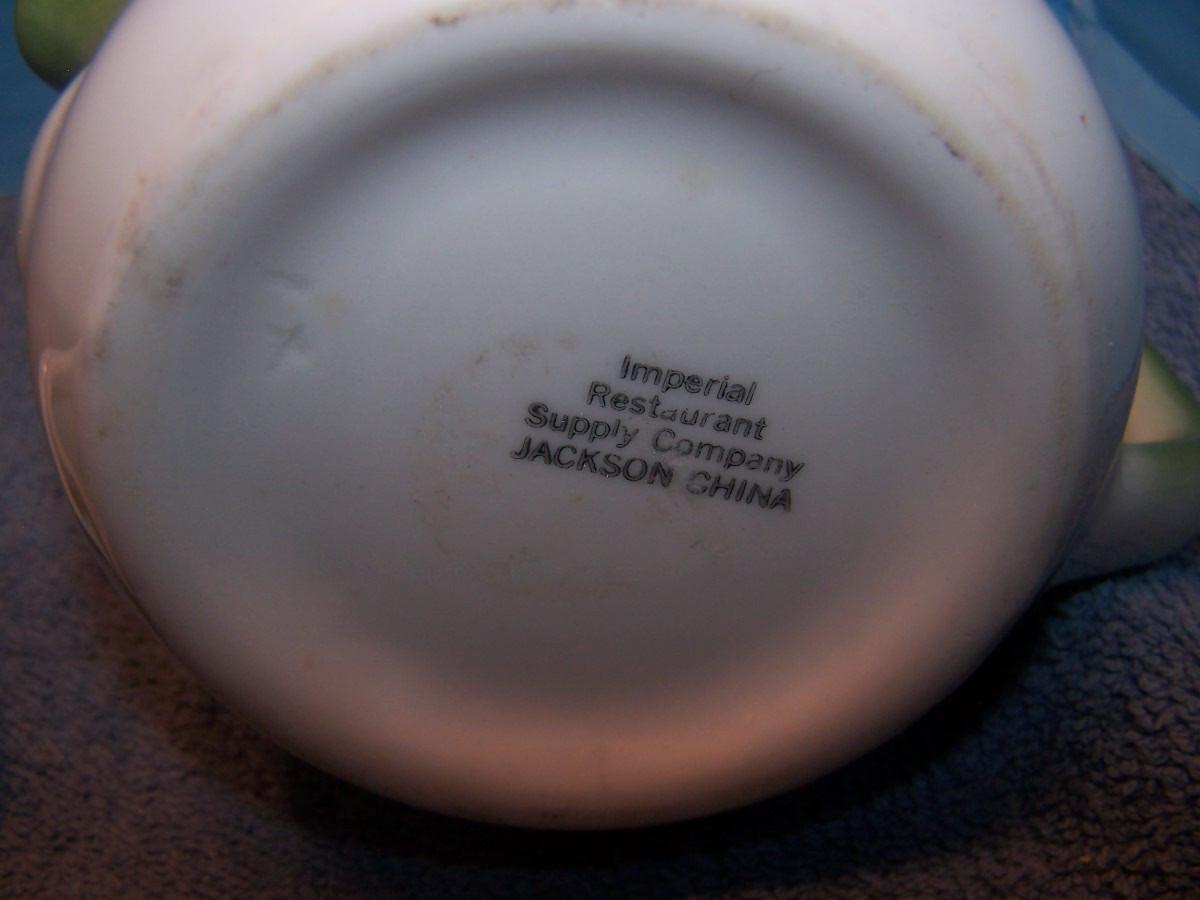 Imperial
Restaurant
Supply Company
JACKSON CHINA